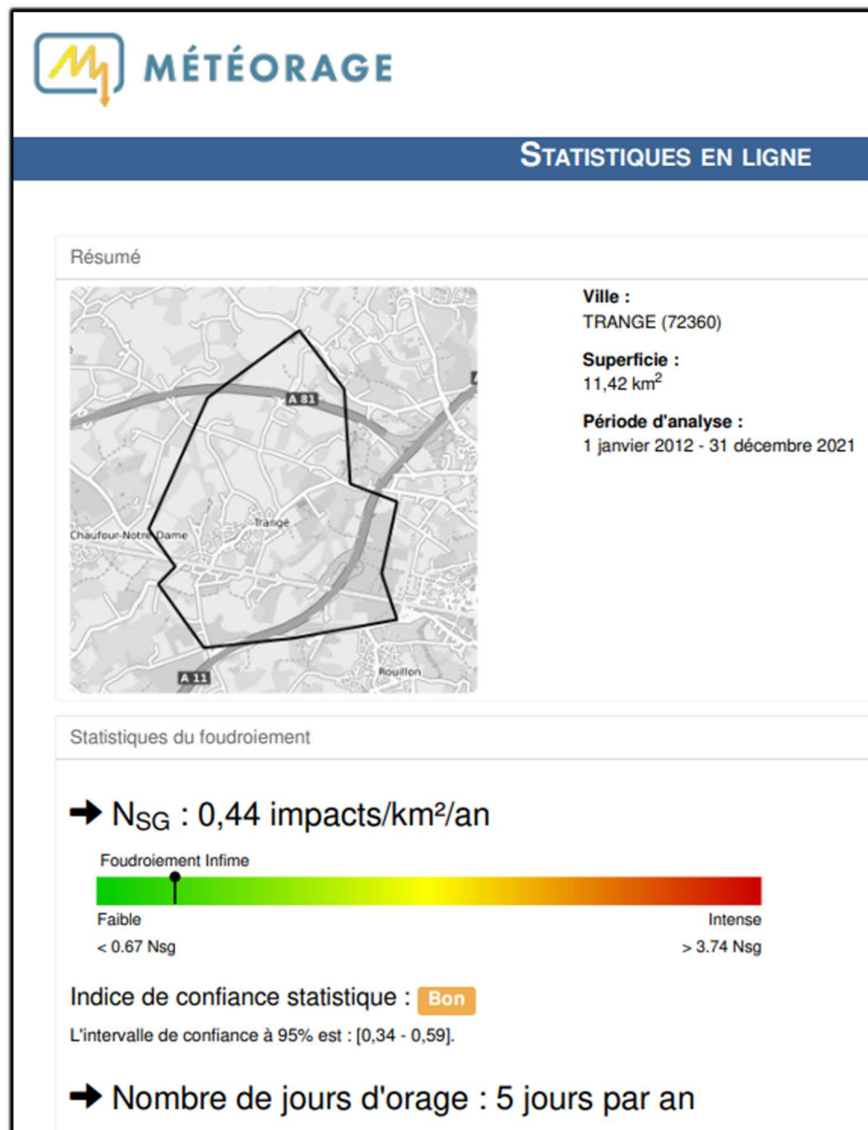 MÉTÉORAGE
STATISTIQUES EN LIGNE
Résumé
Ville :
TRANGE (72360)
Superficie :
11,42 km²
Période d'analyse :
1 janvier 2012 - 31 décembre 2021
A 81
Trangé
Chaufour-Notre-Dame
Rouillon
A 11
Statistiques du foudroiement
➔ NSG : 0,44 impacts/km²/an
Foudroiement Infime
Faible Intense
< 0.67 Nsg > 3.74 Nsg
Indice de confiance statistique : Bon
L'intervalle de confiance à 95% est : [0,34 - 0,59].
➔ Nombre de jours d'orage : 5 jours par an